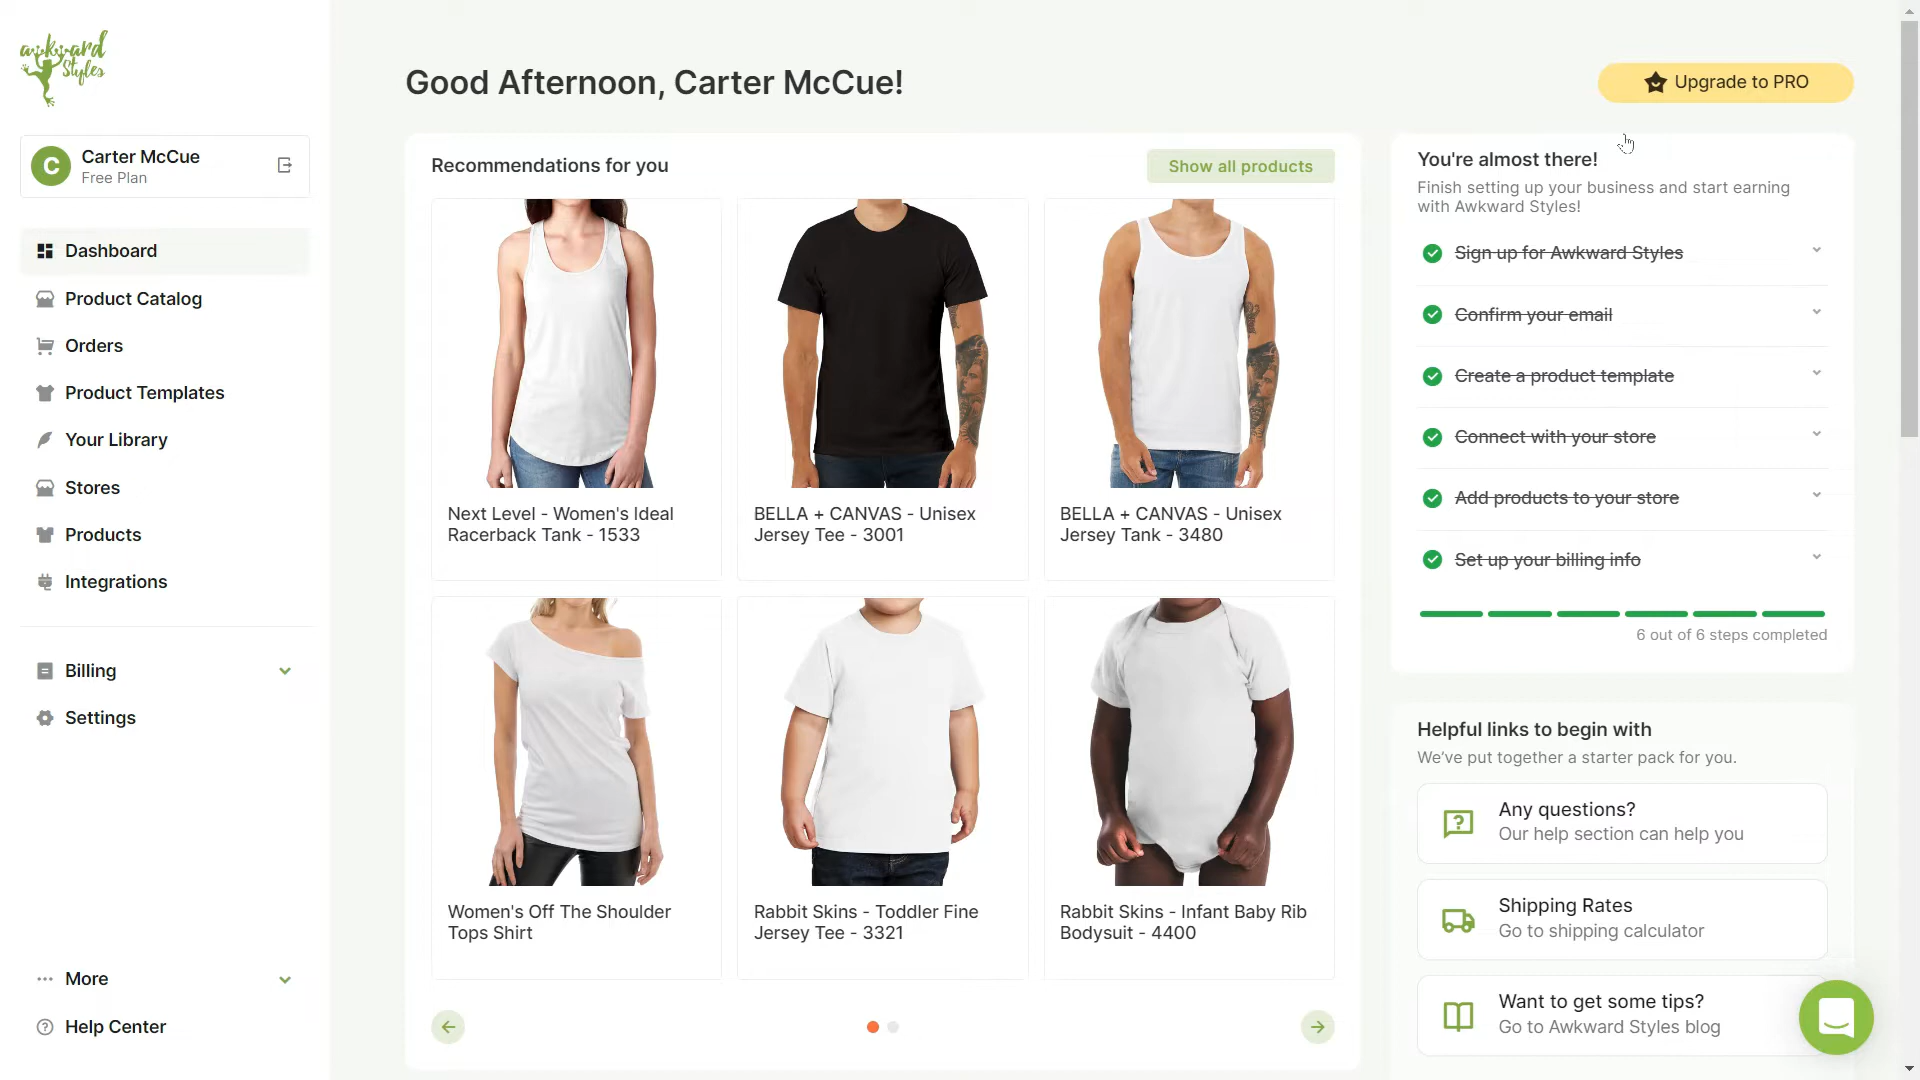 awkward
Styles
C
Carter McCue
Free Plan
Dashboard
Product Catalog
Orders
Product Templates
Your Library
Stores
Products
Integrations
Billing
Settings
More
Help Center
Good Afternoon, Carter McCue!
Upgrade to PRO
Recommendations for you
Show all products
Next Level - Women's Ideal
Racerback Tank - 1533
BELLA + CANVAS - Unisex
Jersey Tee - 3001
BELLA + CANVAS - Unisex
Jersey Tank - 3480
Women's Off The Shoulder
Tops Shirt
Rabbit Skins - Toddler Fine
Jersey Tee - 3321
Rabbit Skins - Infant Baby Rib
Bodysuit - 4400
You're almost there!
Finish setting up your business and start earning
with Awkward Styles!
Sign up for Awkward Styles
Confirm your email
Create a product template
Connect with your store
Add products to your store
Set up your billing info
6 out of 6 steps completed
Helpful links to begin with
We've put together a starter pack for you.
Any questions?
Our help section can help you
Shipping Rates
Go to shipping calculator
Want to get some tips?
Go to Awkward Styles blog